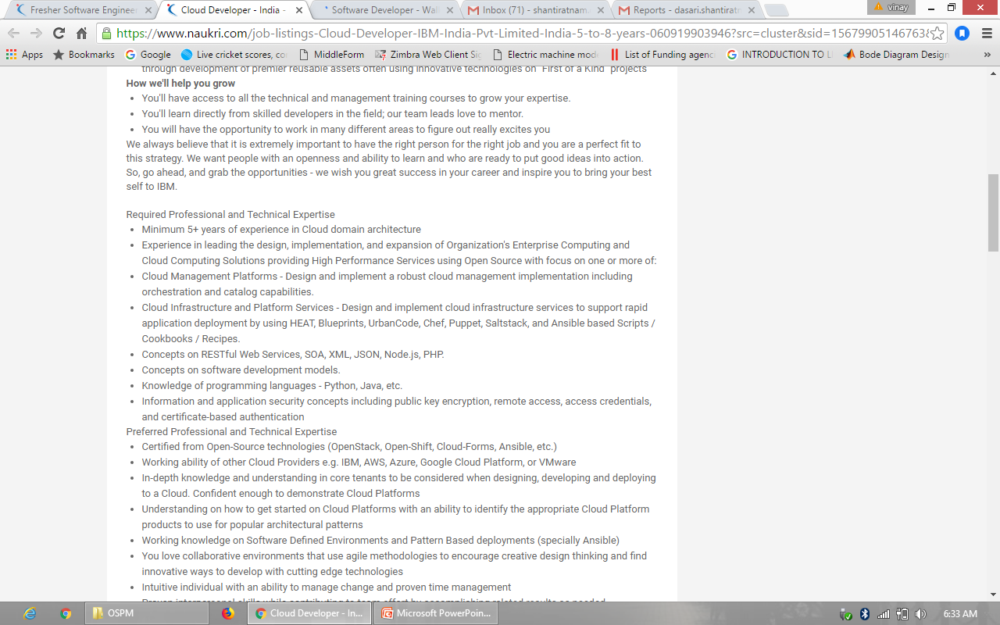 Fresher Software Engineer
Cloud Developer - India -
Software Developer - Wal
Inbox (71) - shantiratnam.
Reports - dasari.shantiratn
vinay
https://www.naukri.com/job-listings-Cloud-Developer-IBM-India-Pvt-Limited-India-5-to-8-years-060919903946?src=cluster&sid=15679905146763&
Apps
Bookmarks
Google
Live cricket scores, co
MiddleForm
Zimbra Web Client Sig
Electric machine mod
List of Funding agenc
INTRODUCTION TO LI
Bode Diagram Design
»
through development of premier reusable assets often using innovative technologies on "First of a Kind" projects
How we'll help you grow
• You'll have access to all the technical and management training courses to grow your expertise.
• You'll learn directly from skilled developers in the field; our team leads love to mentor.
• You will have the opportunity to work in many different areas to figure out really excites you
We always believe that it is extremely important to have the right person for the right job and you are a perfect fit to
this strategy. We want people with an openness and ability to learn and who are ready to put good ideas into action.
So, go ahead, and grab the opportunities - we wish you great success in your career and inspire you to bring your best
self to IBM.
Required Professional and Technical Expertise
• Minimum 5+ years of experience in Cloud domain architecture
• Experience in leading the design, implementation, and expansion of Organization's Enterprise Computing and
Cloud Computing Solutions providing High Performance Services using Open Source with focus on one or more of:
• Cloud Management Platforms - Design and implement a robust cloud management implementation including
orchestration and catalog capabilities.
• Cloud Infrastructure and Platform Services - Design and implement cloud infrastructure services to support rapid
application deployment by using HEAT, Blueprints, UrbanCode, Chef, Puppet, Saltstack, and Ansible based Scripts /
Cookbooks / Recipes.
• Concepts on RESTful Web Services, SOA, XML, JSON, Node.js, PHP.
• Concepts on software development models.
• Knowledge of programming languages - Python, Java, etc.
• Information and application security concepts including public key encryption, remote access, access credentials,
and certificate-based authentication
Preferred Professional and Technical Expertise
• Certified from Open-Source technologies (OpenStack, Open-Shift, Cloud-Forms, Ansible, etc.)
• Working ability of other Cloud Providers e.g. IBM, AWS, Azure, Google Cloud Platform, or VMware
• In-depth knowledge and understanding in core tenants to be considered when designing, developing and deploying
to a Cloud. Confident enough to demonstrate Cloud Platforms
• Understanding on how to get started on Cloud Platforms with an ability to identify the appropriate Cloud Platform
products to use for popular architectural patterns
• Working knowledge on Software Defined Environments and Pattern Based deployments (specially Ansible)
• You love collaborative environments that use agile methodologies to encourage creative design thinking and find
innovative ways to develop with cutting edge technologies
• Intuitive individual with an ability to manage change and proven time management
• Proven interpersonal skills while contributing to team effort by accomplishing related results as needed
OSPM
Cloud Developer - In...
Microsoft PowerPoin...
6:33 AM